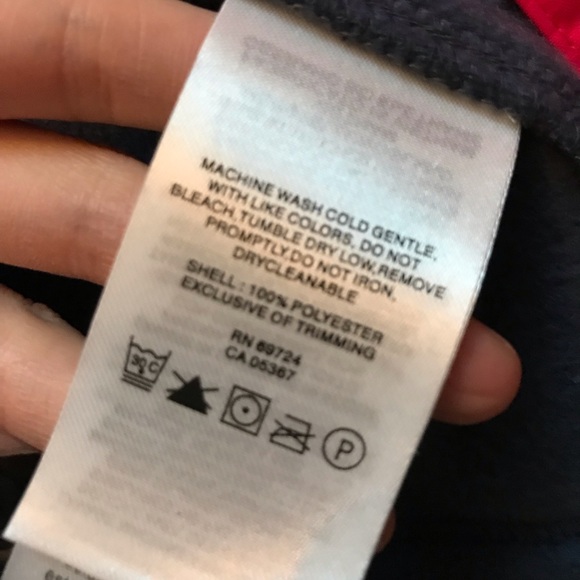 MACHINE WASH COLD GENTLE,
WITH LIKE COLORS, DO NOT
BLEACH,TUMBLE DRY LOW,REMOVE
PROMPTLY.DO NOT IRON,
DRYCLEANABLE
SHELL : 100% POLYESTER
EXCLUSIVE OF TRIMMING
RN 69724
CA 05367
30C
P